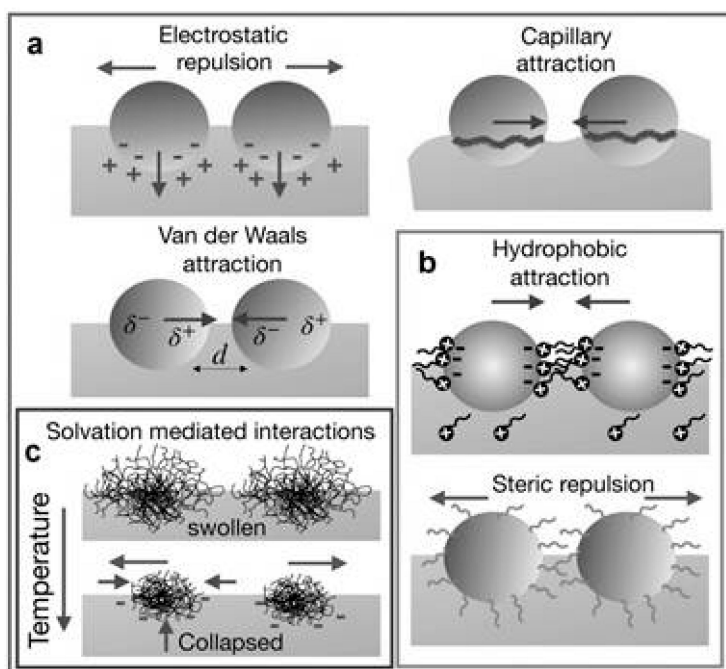 a
Electrostatic
repulsion
Capillary
attraction
- - - -
+ + + + + +
- - - -
+ + + + + +
Van der Waals
attraction
δ⁻ δ⁺ δ⁻ δ⁺
d
b
Hydrophobic
attraction
Steric repulsion
c
Solvation mediated interactions
swollen
Collapsed
Temperature